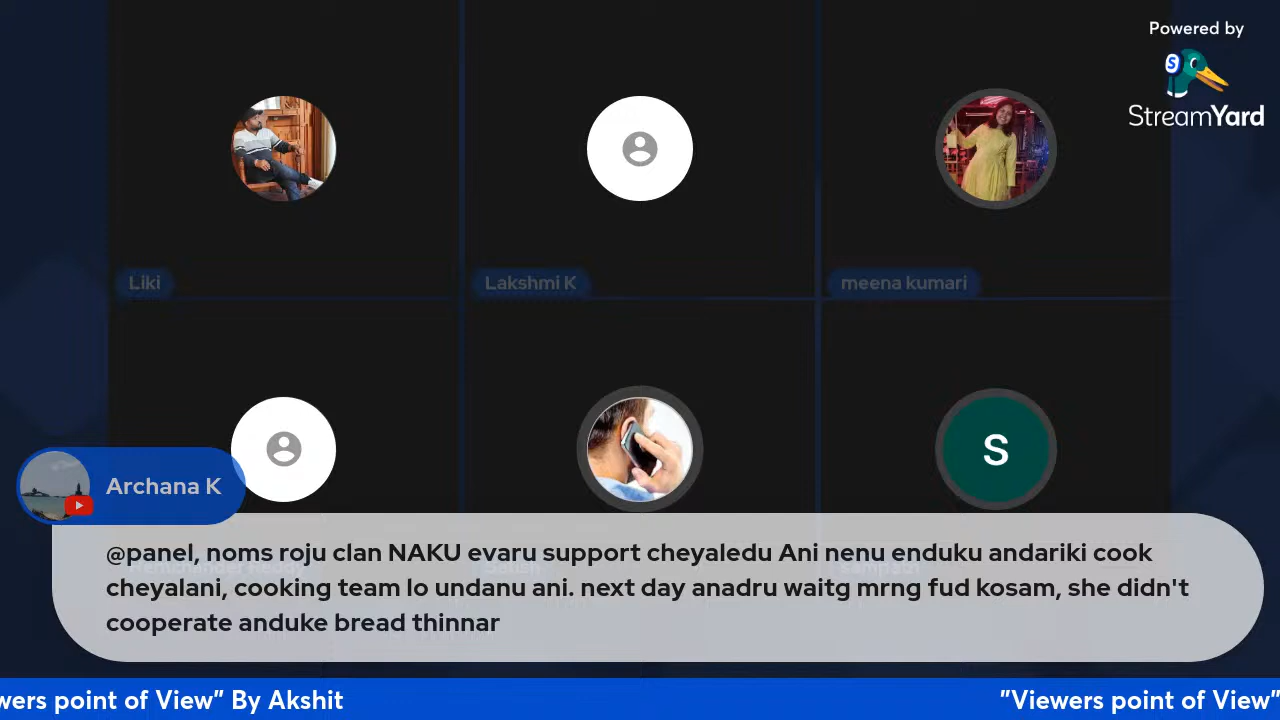 Powered by
StreamYard
Liki
Lakshmi K
meena kumari
S
Archana K
@panel, noms roju clan NAKU evaru support cheyaledu Ani nenu enduku andariki cook
cheyalani, cooking team lo undanu ani. next day anadru waitg mrng fud kosam, she didn't
cooperate anduke bread thinnar
wers point of View" By Akshit
"Viewers point of View"